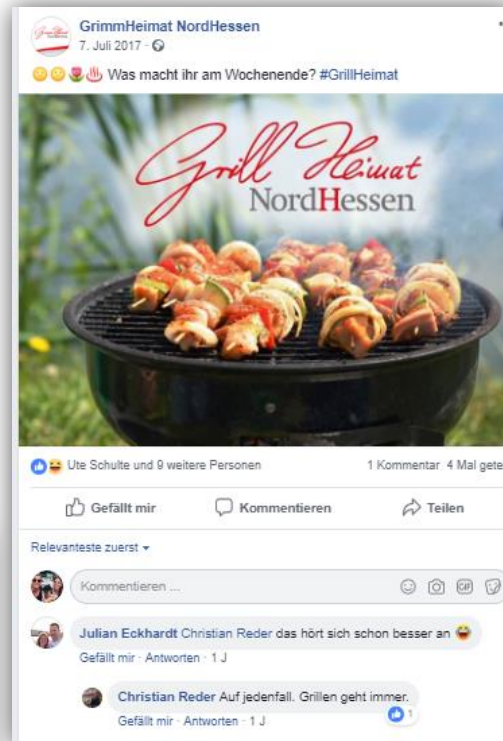 GrimmHeimat NordHessen
7. Juli 2017
Was macht ihr am Wochenende? #GrillHeimat
Grill Heimat
NordHessen
Ute Schulte und 9 weitere Personen 1 Kommentar 4 Mal gete
Gefällt mir Kommentieren Teilen
Relevanteste zuerst
Kommentieren ...
GIF
Julian Eckhardt Christian Reder das hört sich schon besser an
Gefällt mir · Antworten · 1 J
Christian Reder Auf jedenfall. Grillen geht immer.
1
Gefällt mir · Antworten · 1 J